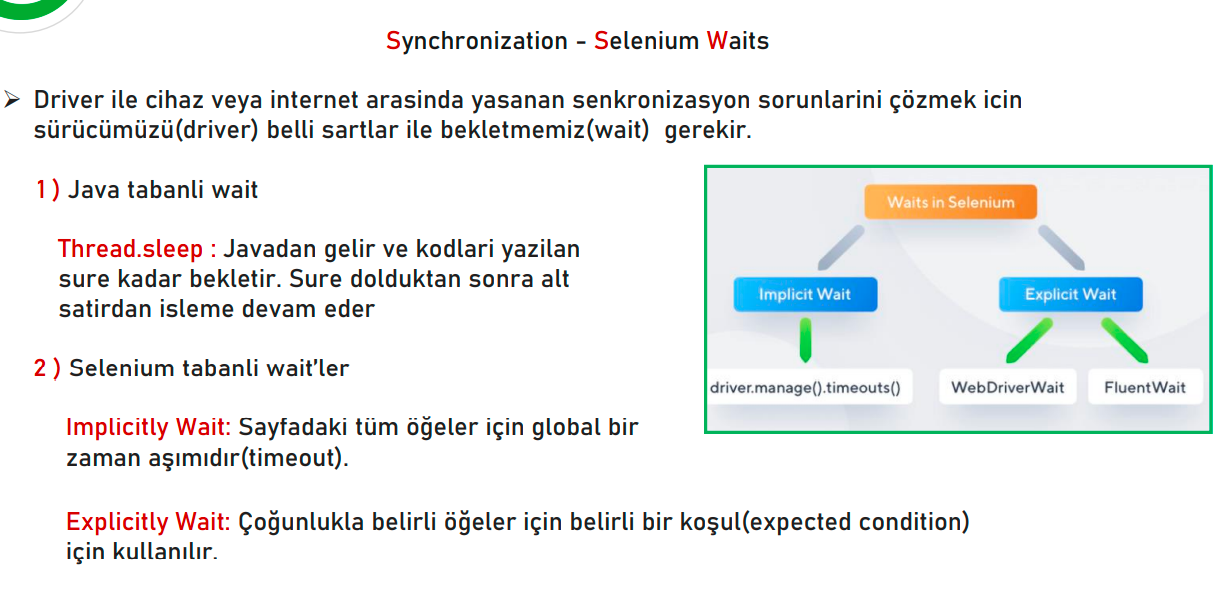 Synchronization - Selenium Waits
➢ Driver ile cihaz veya internet arasinda yasanan senkronizasyon sorunlarini çözmek icin
sürücümüzü(driver) belli sartlar ile bekletmemiz(wait) gerekir.
1 ) Java tabanli wait
Thread.sleep : Javadan gelir ve kodlari yazilan
sure kadar bekletir. Sure dolduktan sonra alt
satirdan isleme devam eder
2 ) Selenium tabanli wait’ler
Implicitly Wait: Sayfadaki tüm öğeler için global bir
zaman aşımıdır(timeout).
Explicitly Wait: Çoğunlukla belirli öğeler için belirli bir koşul(expected condition)
için kullanılır.
Waits in Selenium
Implicit Wait
Explicit Wait
driver.manage().timeouts()
WebDriverWait
FluentWait